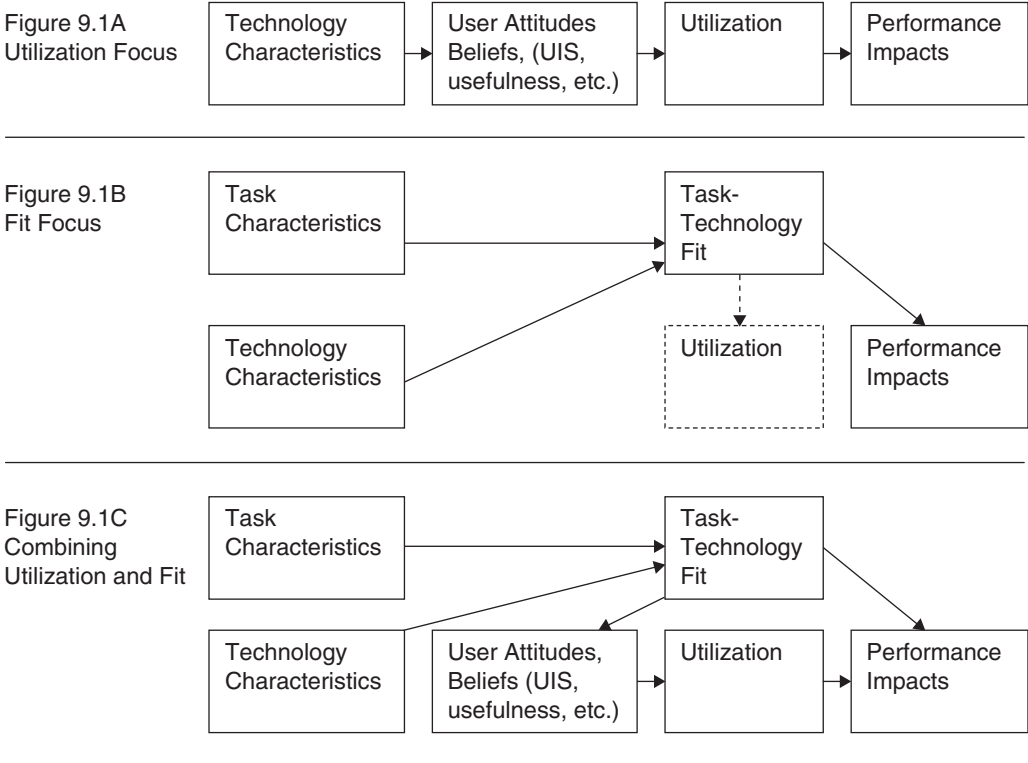 Figure 9.1A
Utilization Focus
Technology
Characteristics
User Attitudes
Beliefs, (UIS,
usefulness, etc.)
Utilization
Performance
Impacts
Figure 9.1B
Fit Focus
Task
Characteristics
Task-
Technology
Fit
Technology
Characteristics
Utilization
Performance
Impacts
Figure 9.1C
Combining
Utilization and Fit
Task
Characteristics
Task-
Technology
Fit
Technology
Characteristics
User Attitudes,
Beliefs (UIS,
usefulness, etc.)
Utilization
Performance
Impacts